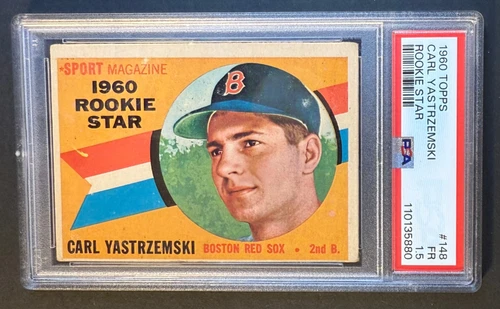 SPORT MAGAZINE
1960
ROOKIE
STAR
B
CARL YASTRZEMSKI BOSTON RED SOX • 2nd B.
1960 TOPPS
CARL YASTRZEMSKI
ROOKIE STAR
PSA
#148
FR
1.5
110135880